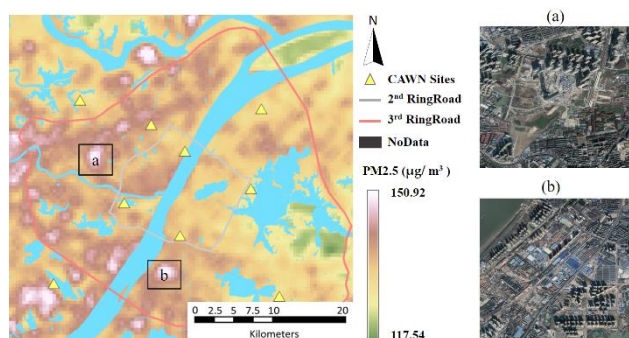 N
CAWN Sites
2nd RingRoad
3rd RingRoad
NoData
PM2.5 (μg/ m³ )
150.92
117.54
a
b
0 2.5 5 7.5 10 15 20
Kilometers
(a)
(b)